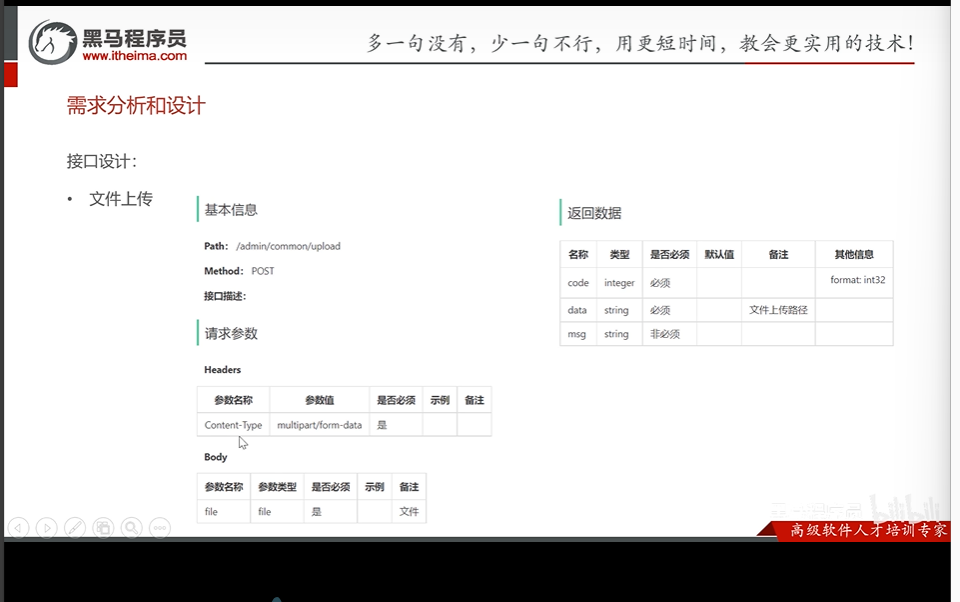 黑马程序员
www.itheima.com
多一句没有，少一句不行，用更短时间，教会更实用的技术！
需求分析和设计
接口设计：
• 文件上传
基本信息
Path： /admin/common/upload
Method： POST
接口描述：
请求参数
Headers
参数名称 参数值 是否必须 示例 备注
Content-Type multipart/form-data 是
Body
参数名称 参数类型 是否必须 示例 备注
file file 是 文件
返回数据
名称 类型 是否必须 默认值 备注 其他信息
code integer 必须 format: int32
data string 必须 文件上传路径
msg string 非必须
bilibili
高级软件人才培训专家